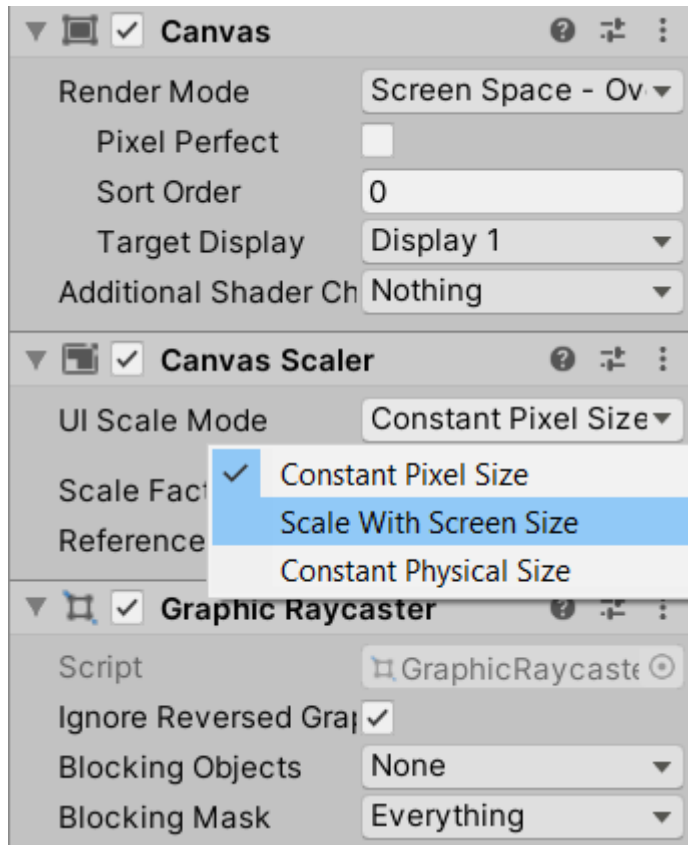 Canvas
Render Mode Screen Space - Ov
Pixel Perfect
Sort Order 0
Target Display Display 1
Additional Shader Ch Nothing
Canvas Scaler
UI Scale Mode Constant Pixel Size
Constant Pixel Size
Scale Fact
Scale With Screen Size
Reference
Constant Physical Size
Graphic Raycaster
Script GraphicRaycaste
Ignore Reversed Gra
Blocking Objects None
Blocking Mask Everything